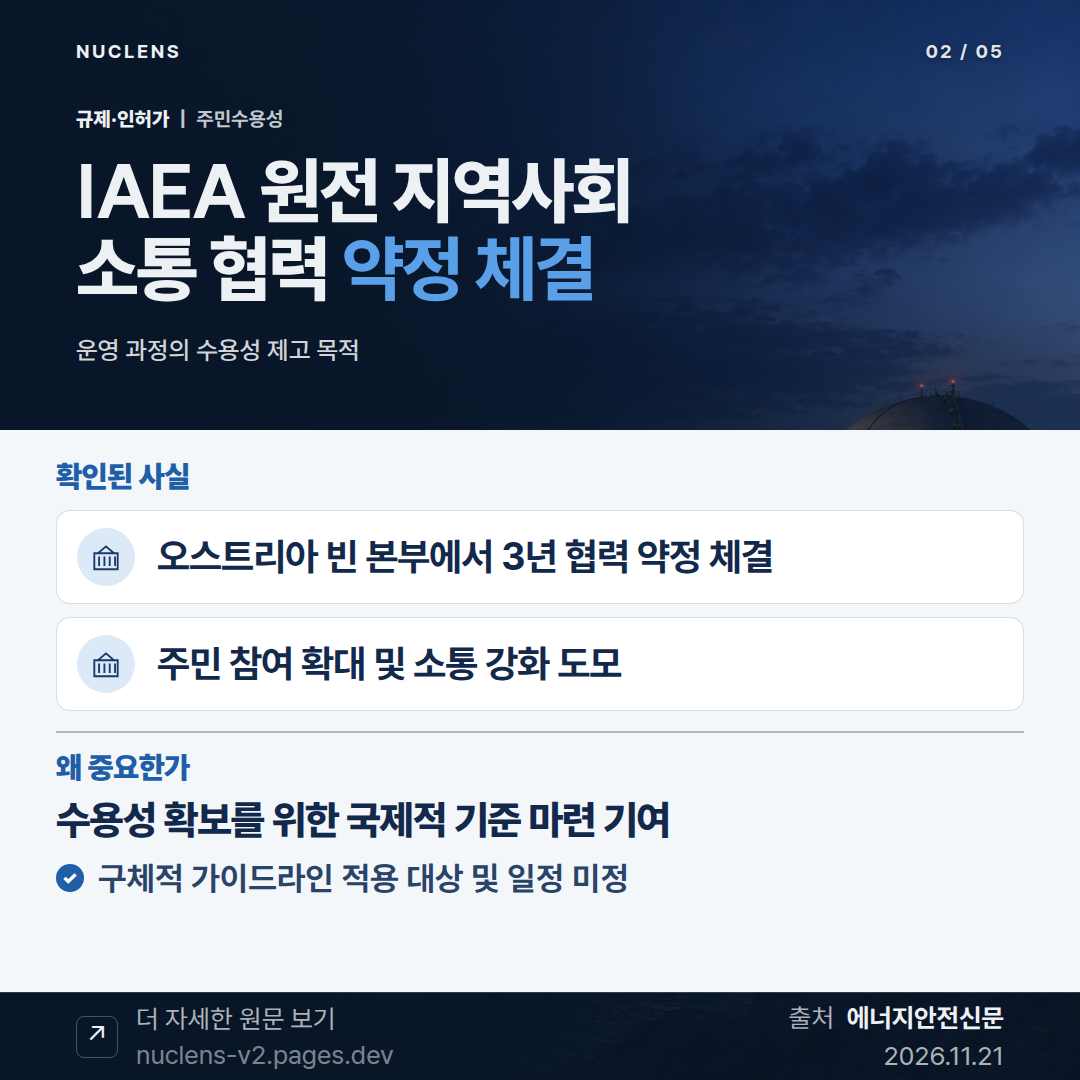 NUCLENS
02 / 05
규제·인허가 | 주민수용성
IAEA 원전 지역사회
소통 협력 약정 체결
운영 과정의 수용성 제고 목적
확인된 사실
오스트리아 빈 본부에서 3년 협력 약정 체결
주민 참여 확대 및 소통 강화 도모
왜 중요한가
수용성 확보를 위한 국제적 기준 마련 기여
구체적 가이드라인 적용 대상 및 일정 미정
더 자세한 원문 보기
nuclens-v2.pages.dev
출처 에너지안전신문
2026.11.21